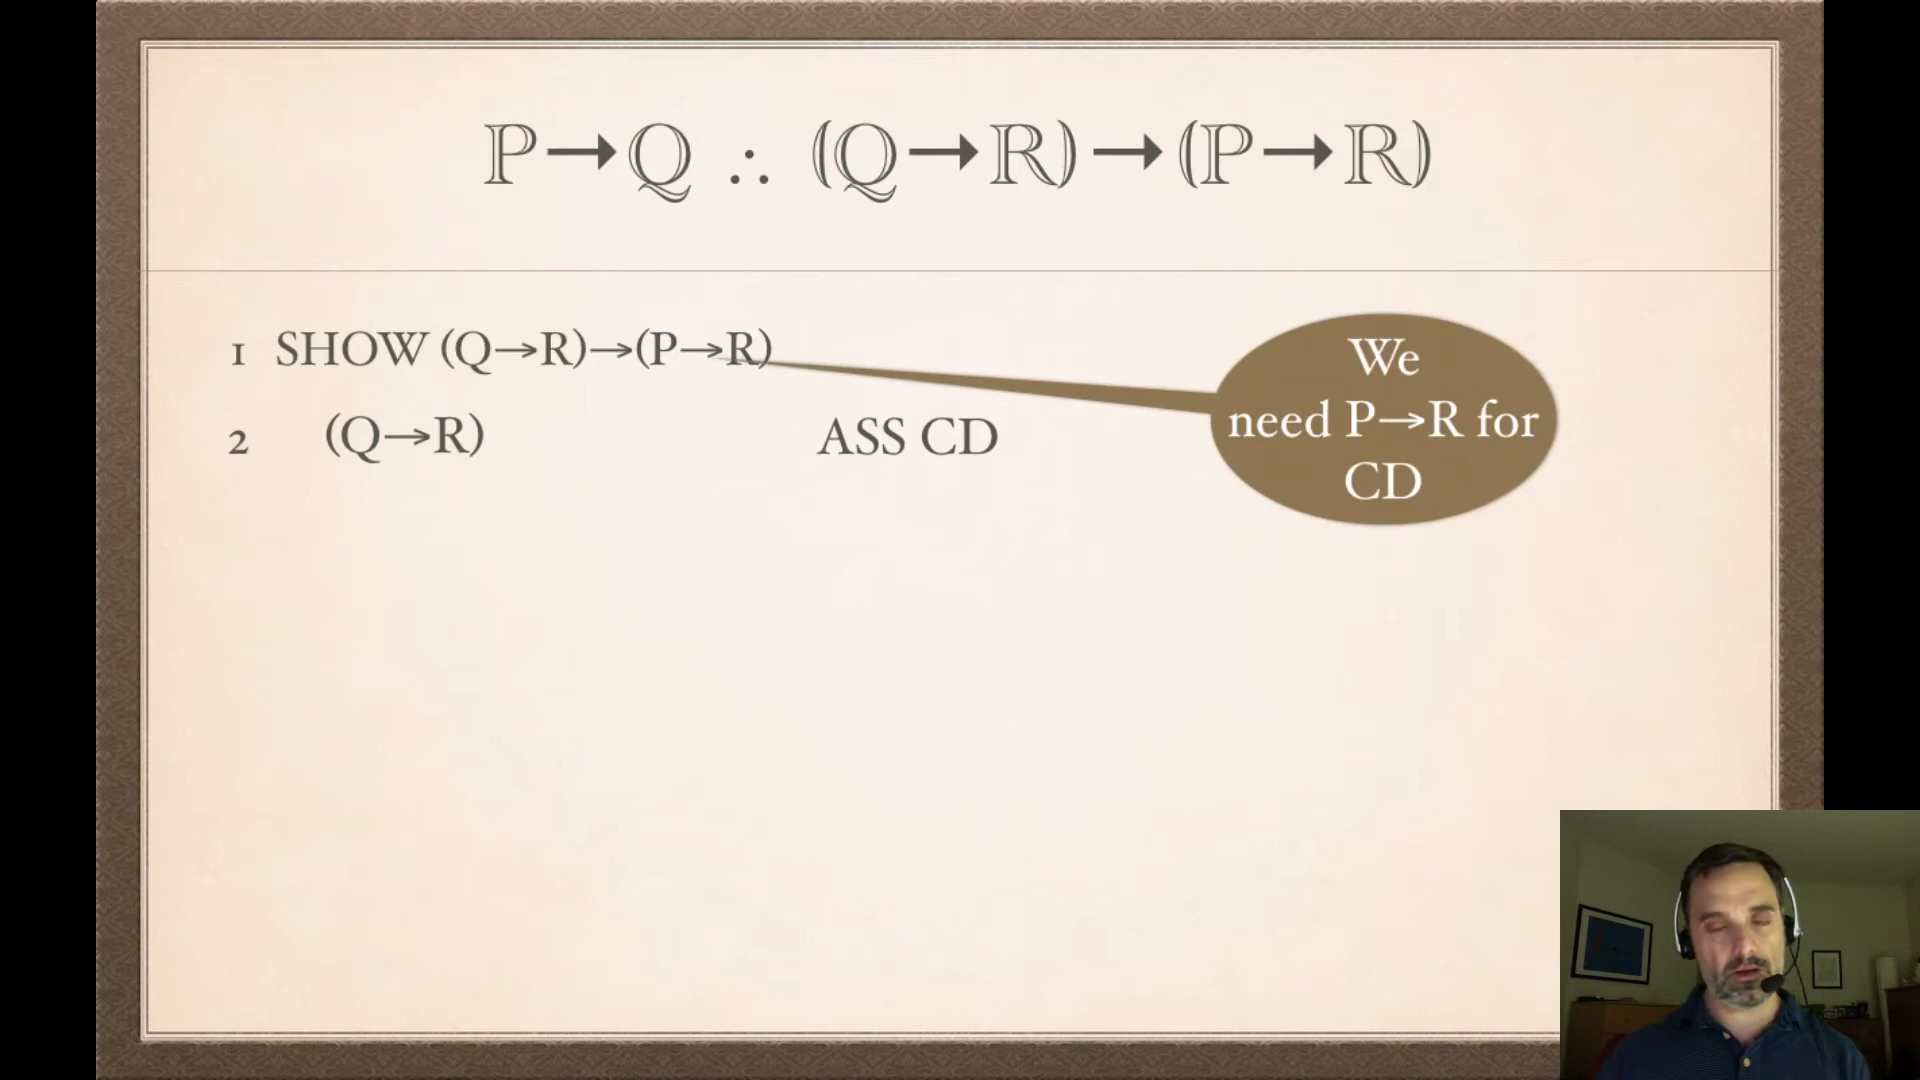 ℙ→ℚ ∴ (ℚ→ℝ)→(ℙ→ℝ)
1 SHOW (Q→R)→(P→R)
2 (Q→R) ASS CD
We
need P→R for
CD